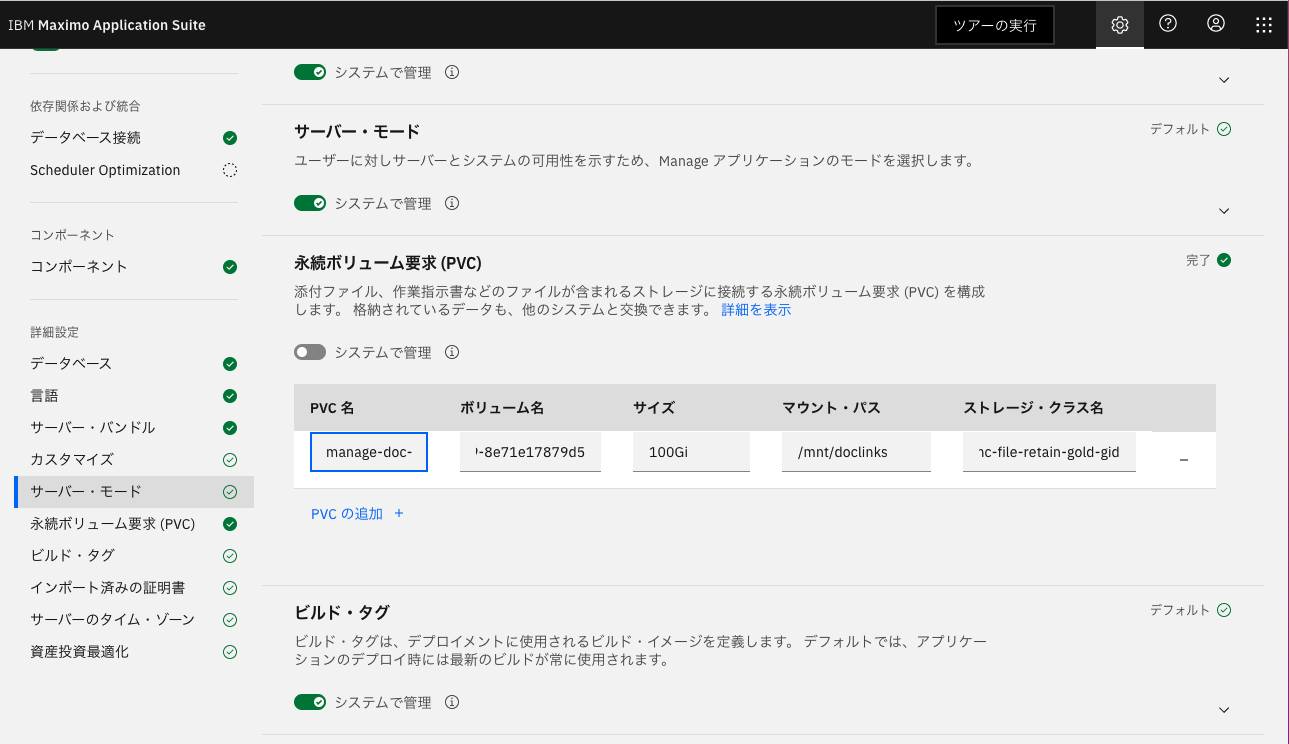 IBM Maximo Application Suite
ツアーの実行
依存関係および統合
データベース接続
Scheduler Optimization
コンポーネント
コンポーネント
詳細設定
データベース
言語
サーバー・バンドル
カスタマイズ
サーバー・モード
永続ボリューム要求 (PVC)
ビルド・タグ
インポート済みの証明書
サーバーのタイム・ゾーン
資産投資最適化
システムで管理
サーバー・モード
デフォルト
ユーザーに対しサーバーとシステムの可用性を示すため、Manage アプリケーションのモードを選択します。
システムで管理
永続ボリューム要求 (PVC)
完了
添付ファイル、作業指示書などのファイルが含まれるストレージに接続する永続ボリューム要求 (PVC) を構成
します。 格納されているデータも、他のシステムと交換できます。 詳細を表示
システムで管理
PVC 名 ボリューム名 サイズ マウント・パス ストレージ・クラス名
manage-doc- -8e71e17879d5 100Gi /mnt/doclinks c-file-retain-gold-gid
PVC の追加 +
ビルド・タグ
デフォルト
ビルド・タグは、デプロイメントに使用されるビルド・イメージを定義します。 デフォルトでは、アプリケー
ションのデプロイ時には最新のビルドが常に使用されます。
システムで管理